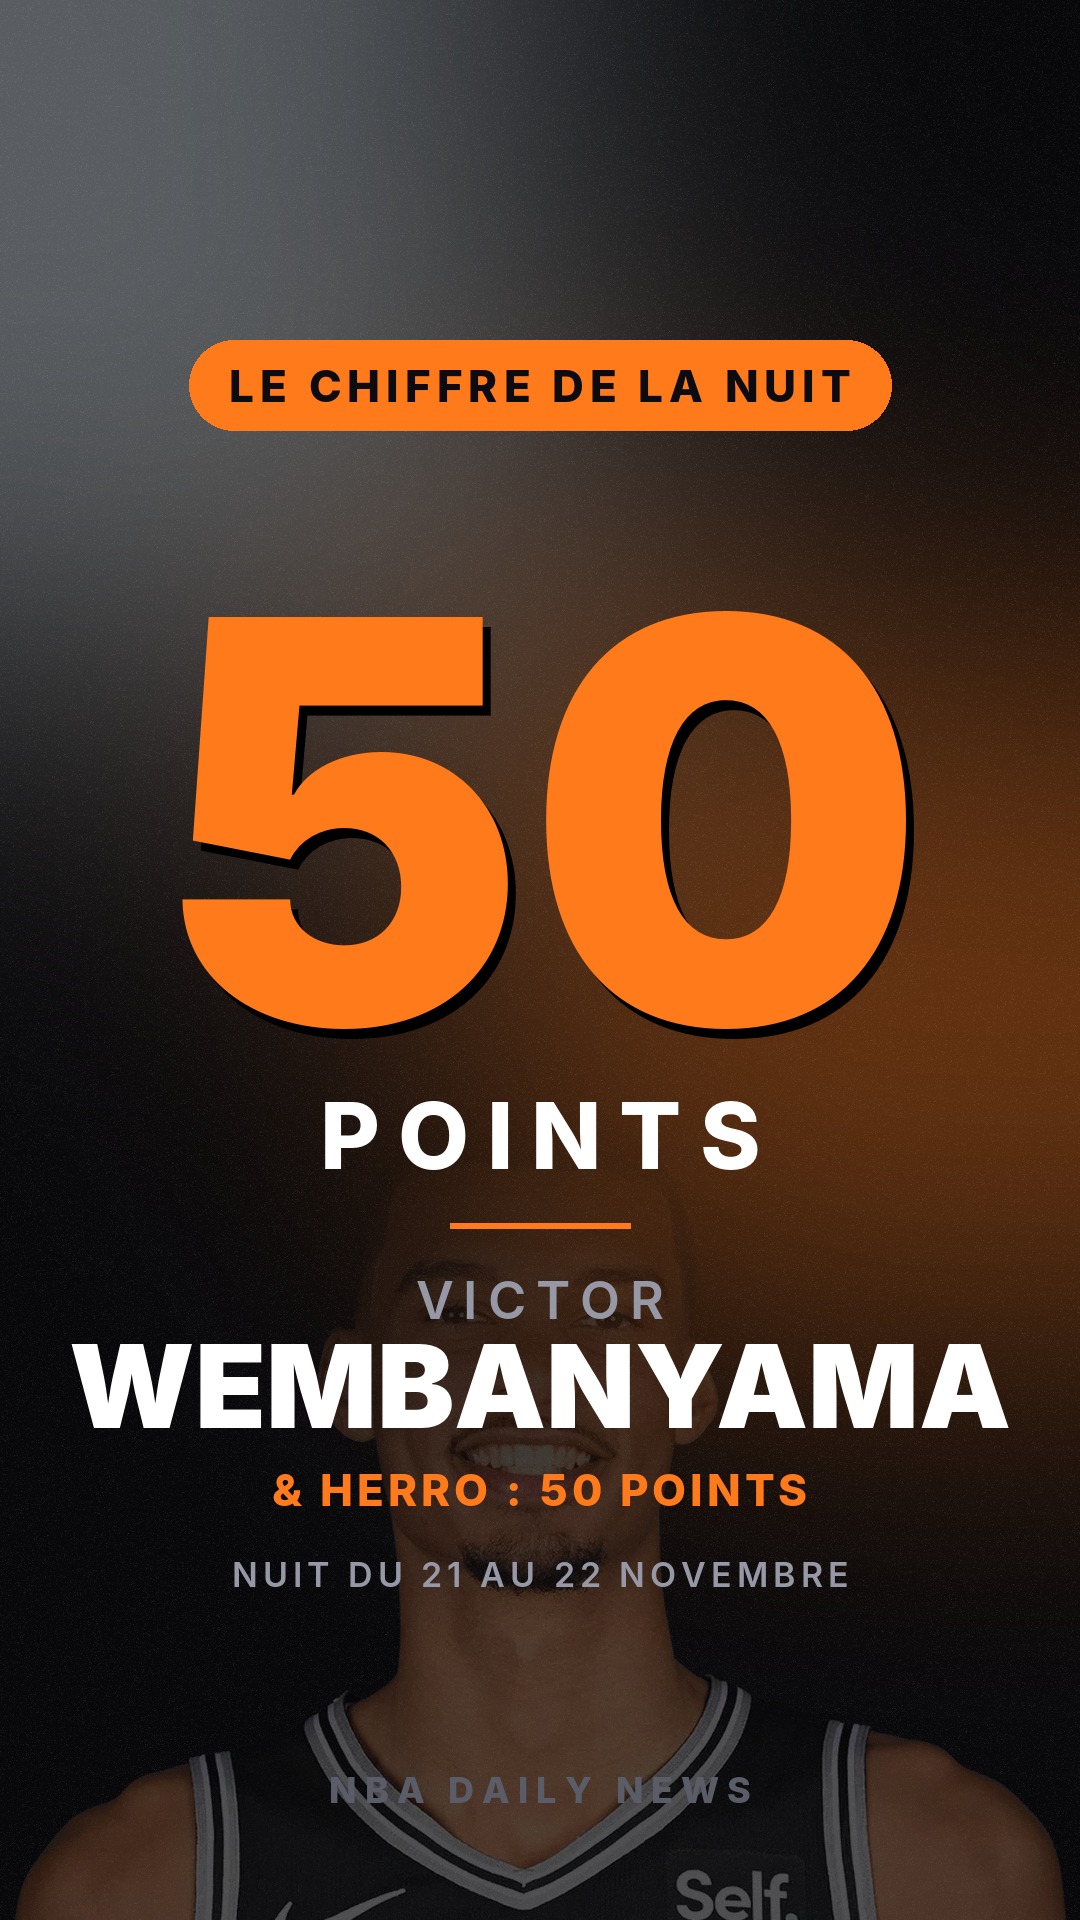 LE CHIFFRE DE LA NUIT
50
POINTS
VICTOR
WEMBANYAMA
& HERRO : 50 POINTS
NUIT DU 21 AU 22 NOVEMBRE
NBA DAILY NEWS
Self.